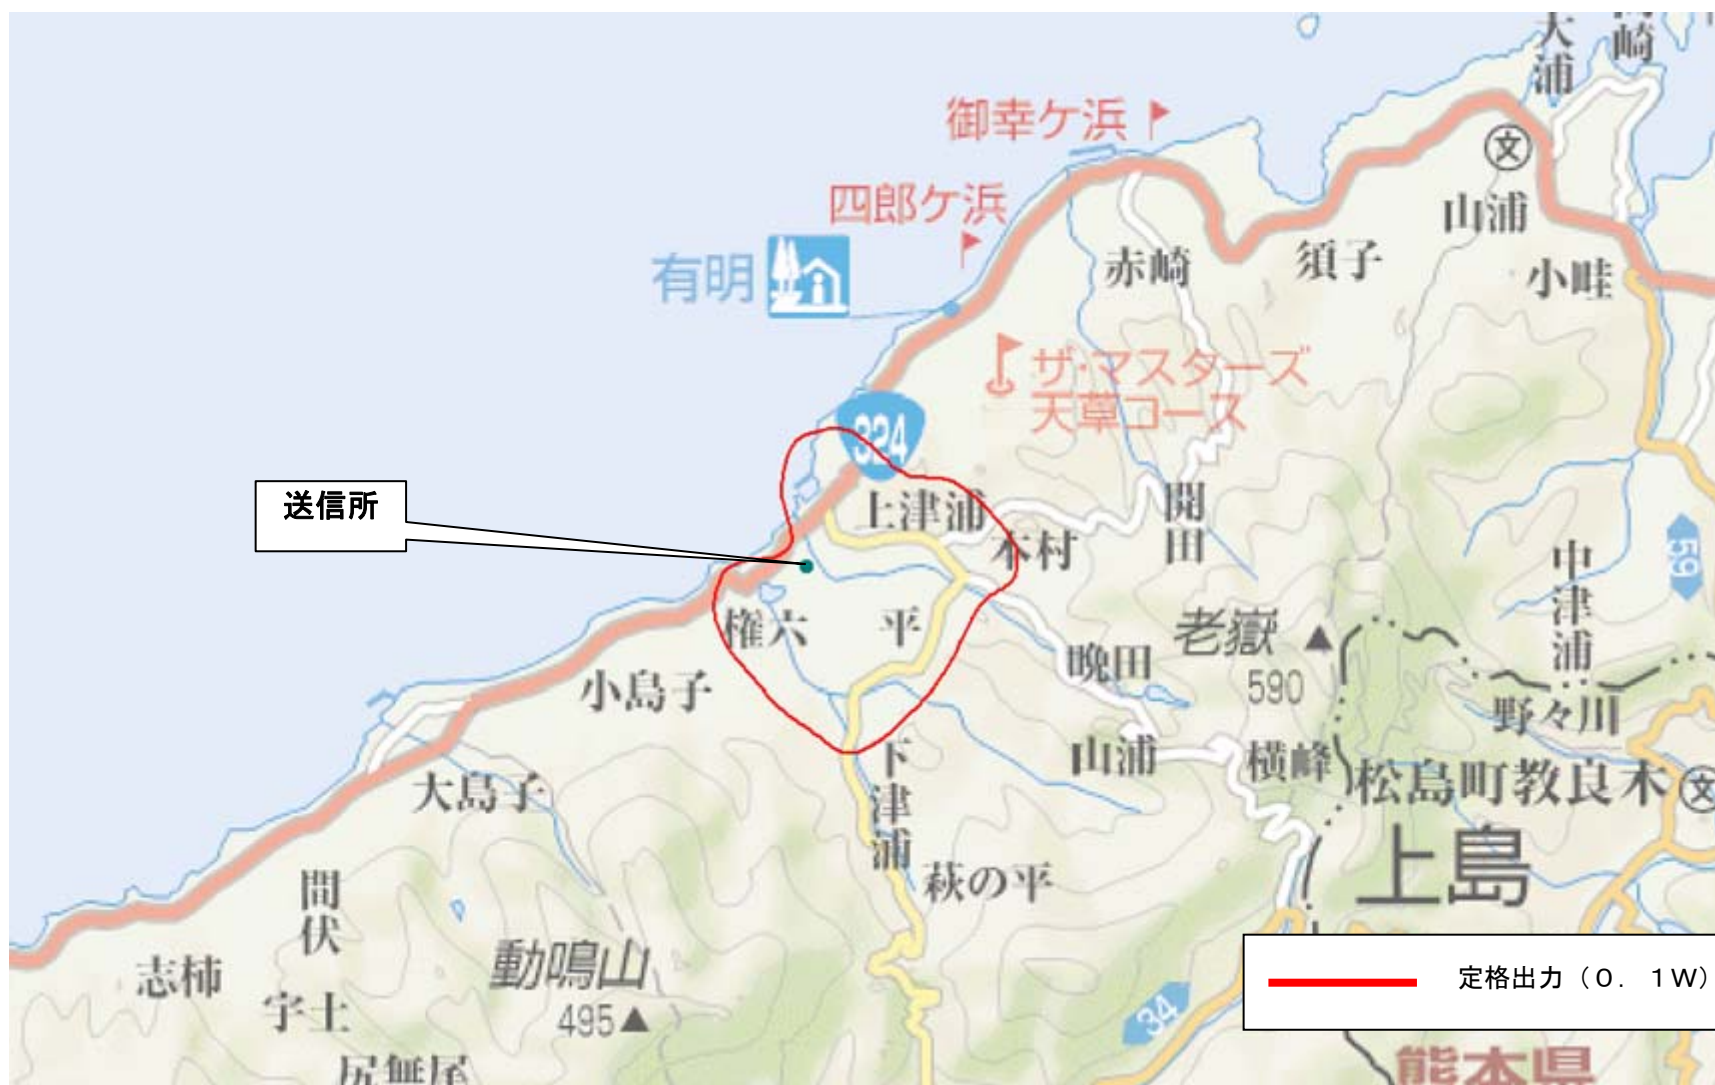 大浦
崎
御幸ケ浜
文
四郎ケ浜
山浦
有明
赤崎
須子
小畦
ザ・マスターズ
天草コース
324
送信所
上津浦
本村
開田
59
中津浦
権六
平
老嶽
590
晩田
小島子
野々川
下津浦
山浦
横峰
松島町教良木
文
大島子
上島
萩の平
間伏
動鳴山
495
志柿
宇土
34
定格出力（０．１Ｗ）
尻無尾
熊本県